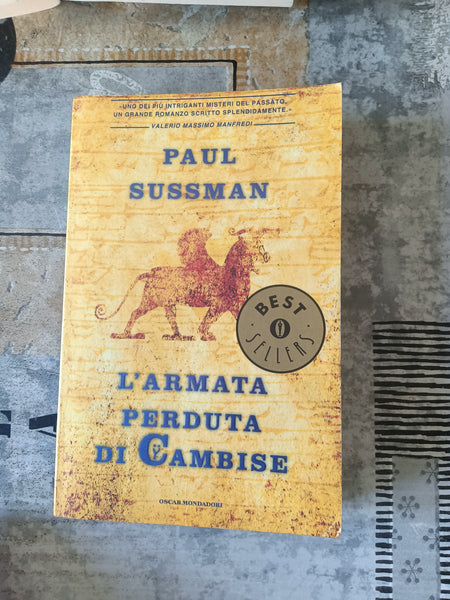 «UNO DEI PIÙ INTRIGANTI MISTERI DEL PASSATO.
UN GRANDE ROMANZO SCRITTO SPLENDIDAMENTE.»
VALERIO MASSIMO MANFREDI
PAUL
SUSSMAN
BEST
SELLERS
L'ARMATA
PERDUTA
DI CAMBISE
OSCAR MONDADORI